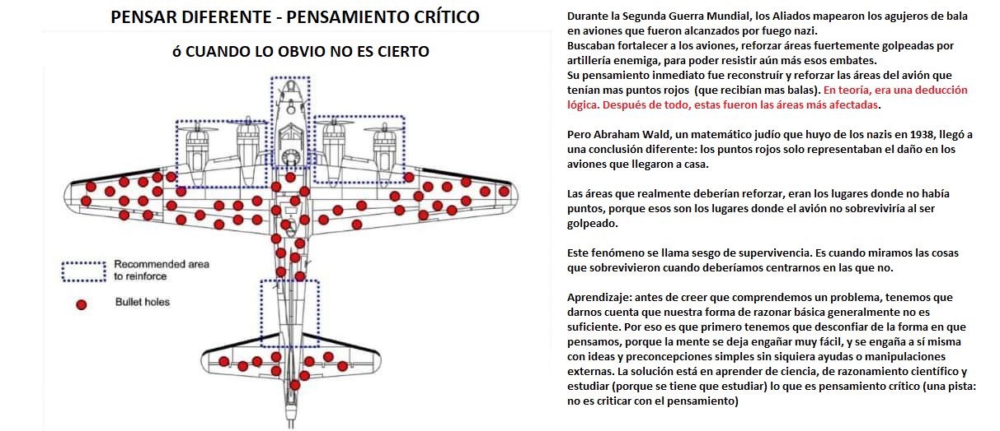 PENSAR DIFERENTE - PENSAMIENTO CRÍTICO
ó CUANDO LO OBVIO NO ES CIERTO
Recommended area
to reinforce
Bullet holes
Durante la Segunda Guerra Mundial, los Aliados mapearon los agujeros de bala
en aviones que fueron alcanzados por fuego nazi.
Buscaban fortalecer a los aviones, reforzar áreas fuertemente golpeadas por
artillería enemiga, para poder resistir aún más esos embates.
Su pensamiento inmediato fue reconstruír y reforzar las áreas del avión que
tenían mas puntos rojos (que recibían mas balas). En teoría, era una deducción
lógica. Después de todo, estas fueron las áreas más afectadas.
Pero Abraham Wald, un matemático judío que huyo de los nazis en 1938, llegó a
una conclusión diferente: los puntos rojos solo representaban el daño en los
aviones que llegaron a casa.
Las áreas que realmente deberían reforzar, eran los lugares donde no había
puntos, porque esos son los lugares donde el avión no sobreviviría al ser
golpeado.
Este fenómeno se llama sesgo de supervivencia. Es cuando miramos las cosas
que sobrevivieron cuando deberíamos centrarnos en las que no.
Aprendizaje: antes de creer que comprendemos un problema, tenemos que
darnos cuenta que nuestra forma de razonar básica generalmente no es
suficiente. Por eso es que primero tenemos que desconfiar de la forma en que
pensamos, porque la mente se deja engañar muy fácil, y se engaña a sí misma
con ideas y preconcepciones simples sin siquiera ayudas o manipulaciones
externas. La solución está en aprender de ciencia, de razonamiento científico y
estudiar (porque se tiene que estudiar) lo que es pensamiento crítico (una pista:
no es criticar con el pensamiento)